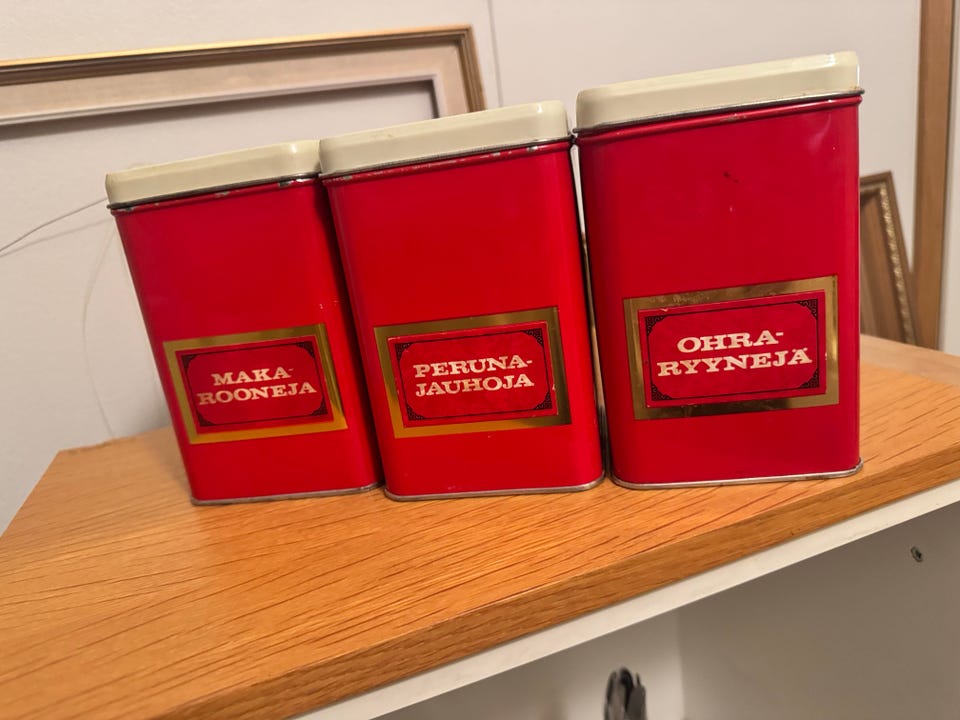 MAKA-
ROONEJA
PERUNA-
JAUHOJA
OHRA-
RYYNEJÄ